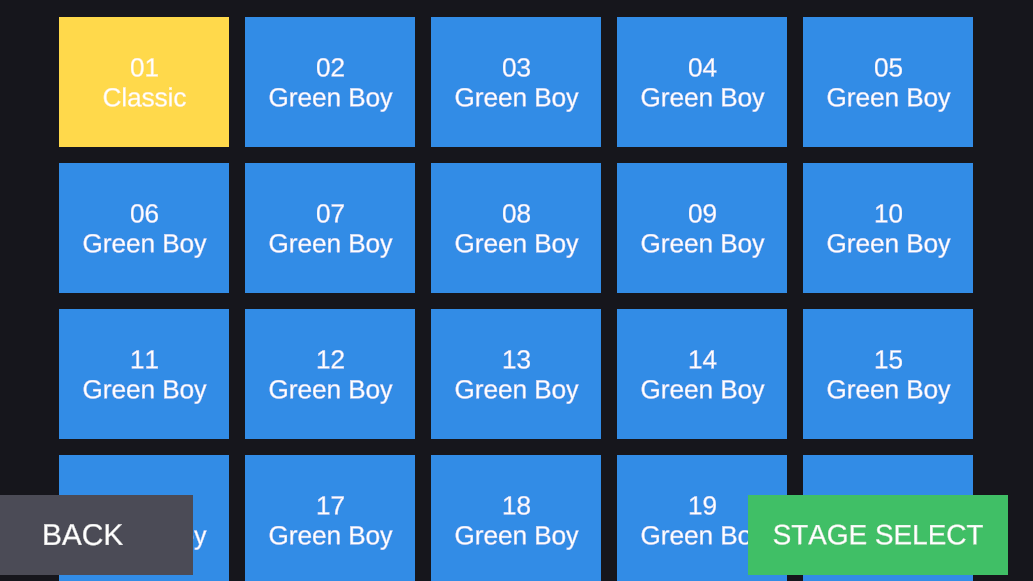 01
Classic
02
Green Boy
03
Green Boy
04
Green Boy
05
Green Boy
06
Green Boy
07
Green Boy
08
Green Boy
09
Green Boy
10
Green Boy
11
Green Boy
12
Green Boy
13
Green Boy
14
Green Boy
15
Green Boy
17
Green Boy
18
Green Boy
19
Green
BACK
STAGE SELECT